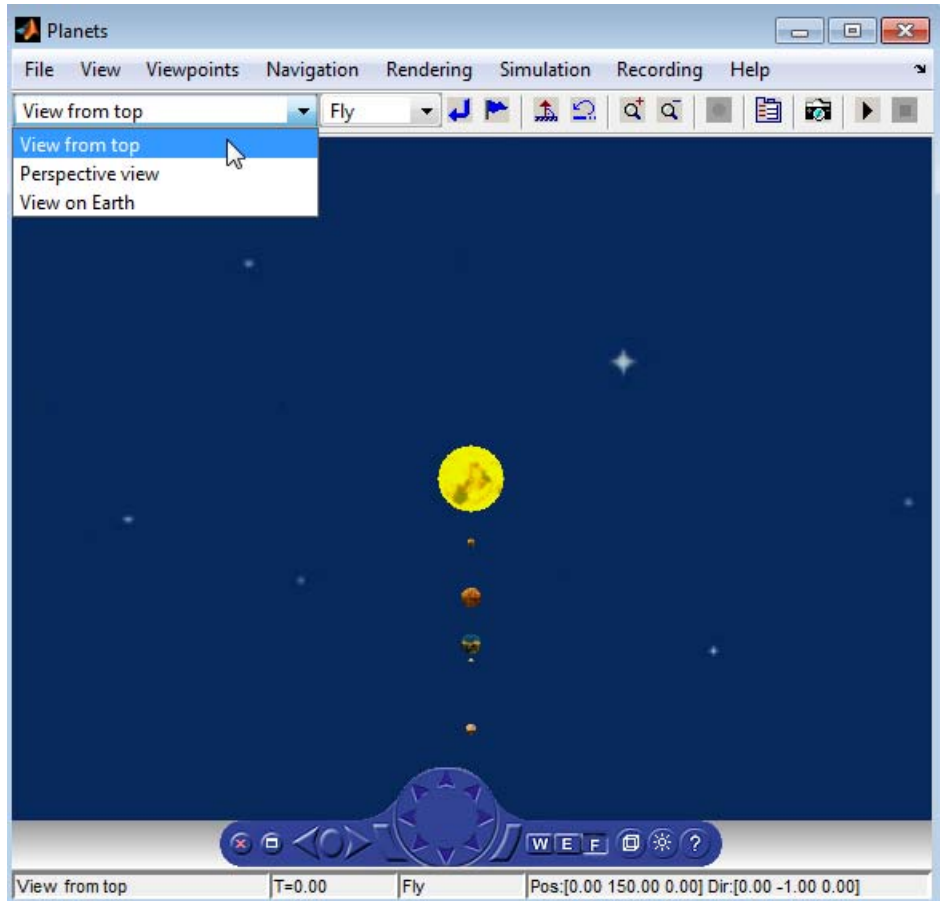 Planets
File View Viewpoints Navigation Rendering Simulation Recording Help
View from top Fly
View from top
Perspective view
View on Earth
W E F ?
View from top T=0.00 Fly Pos:[0.00 150.00 0.00] Dir:[0.00 -1.00 0.00]